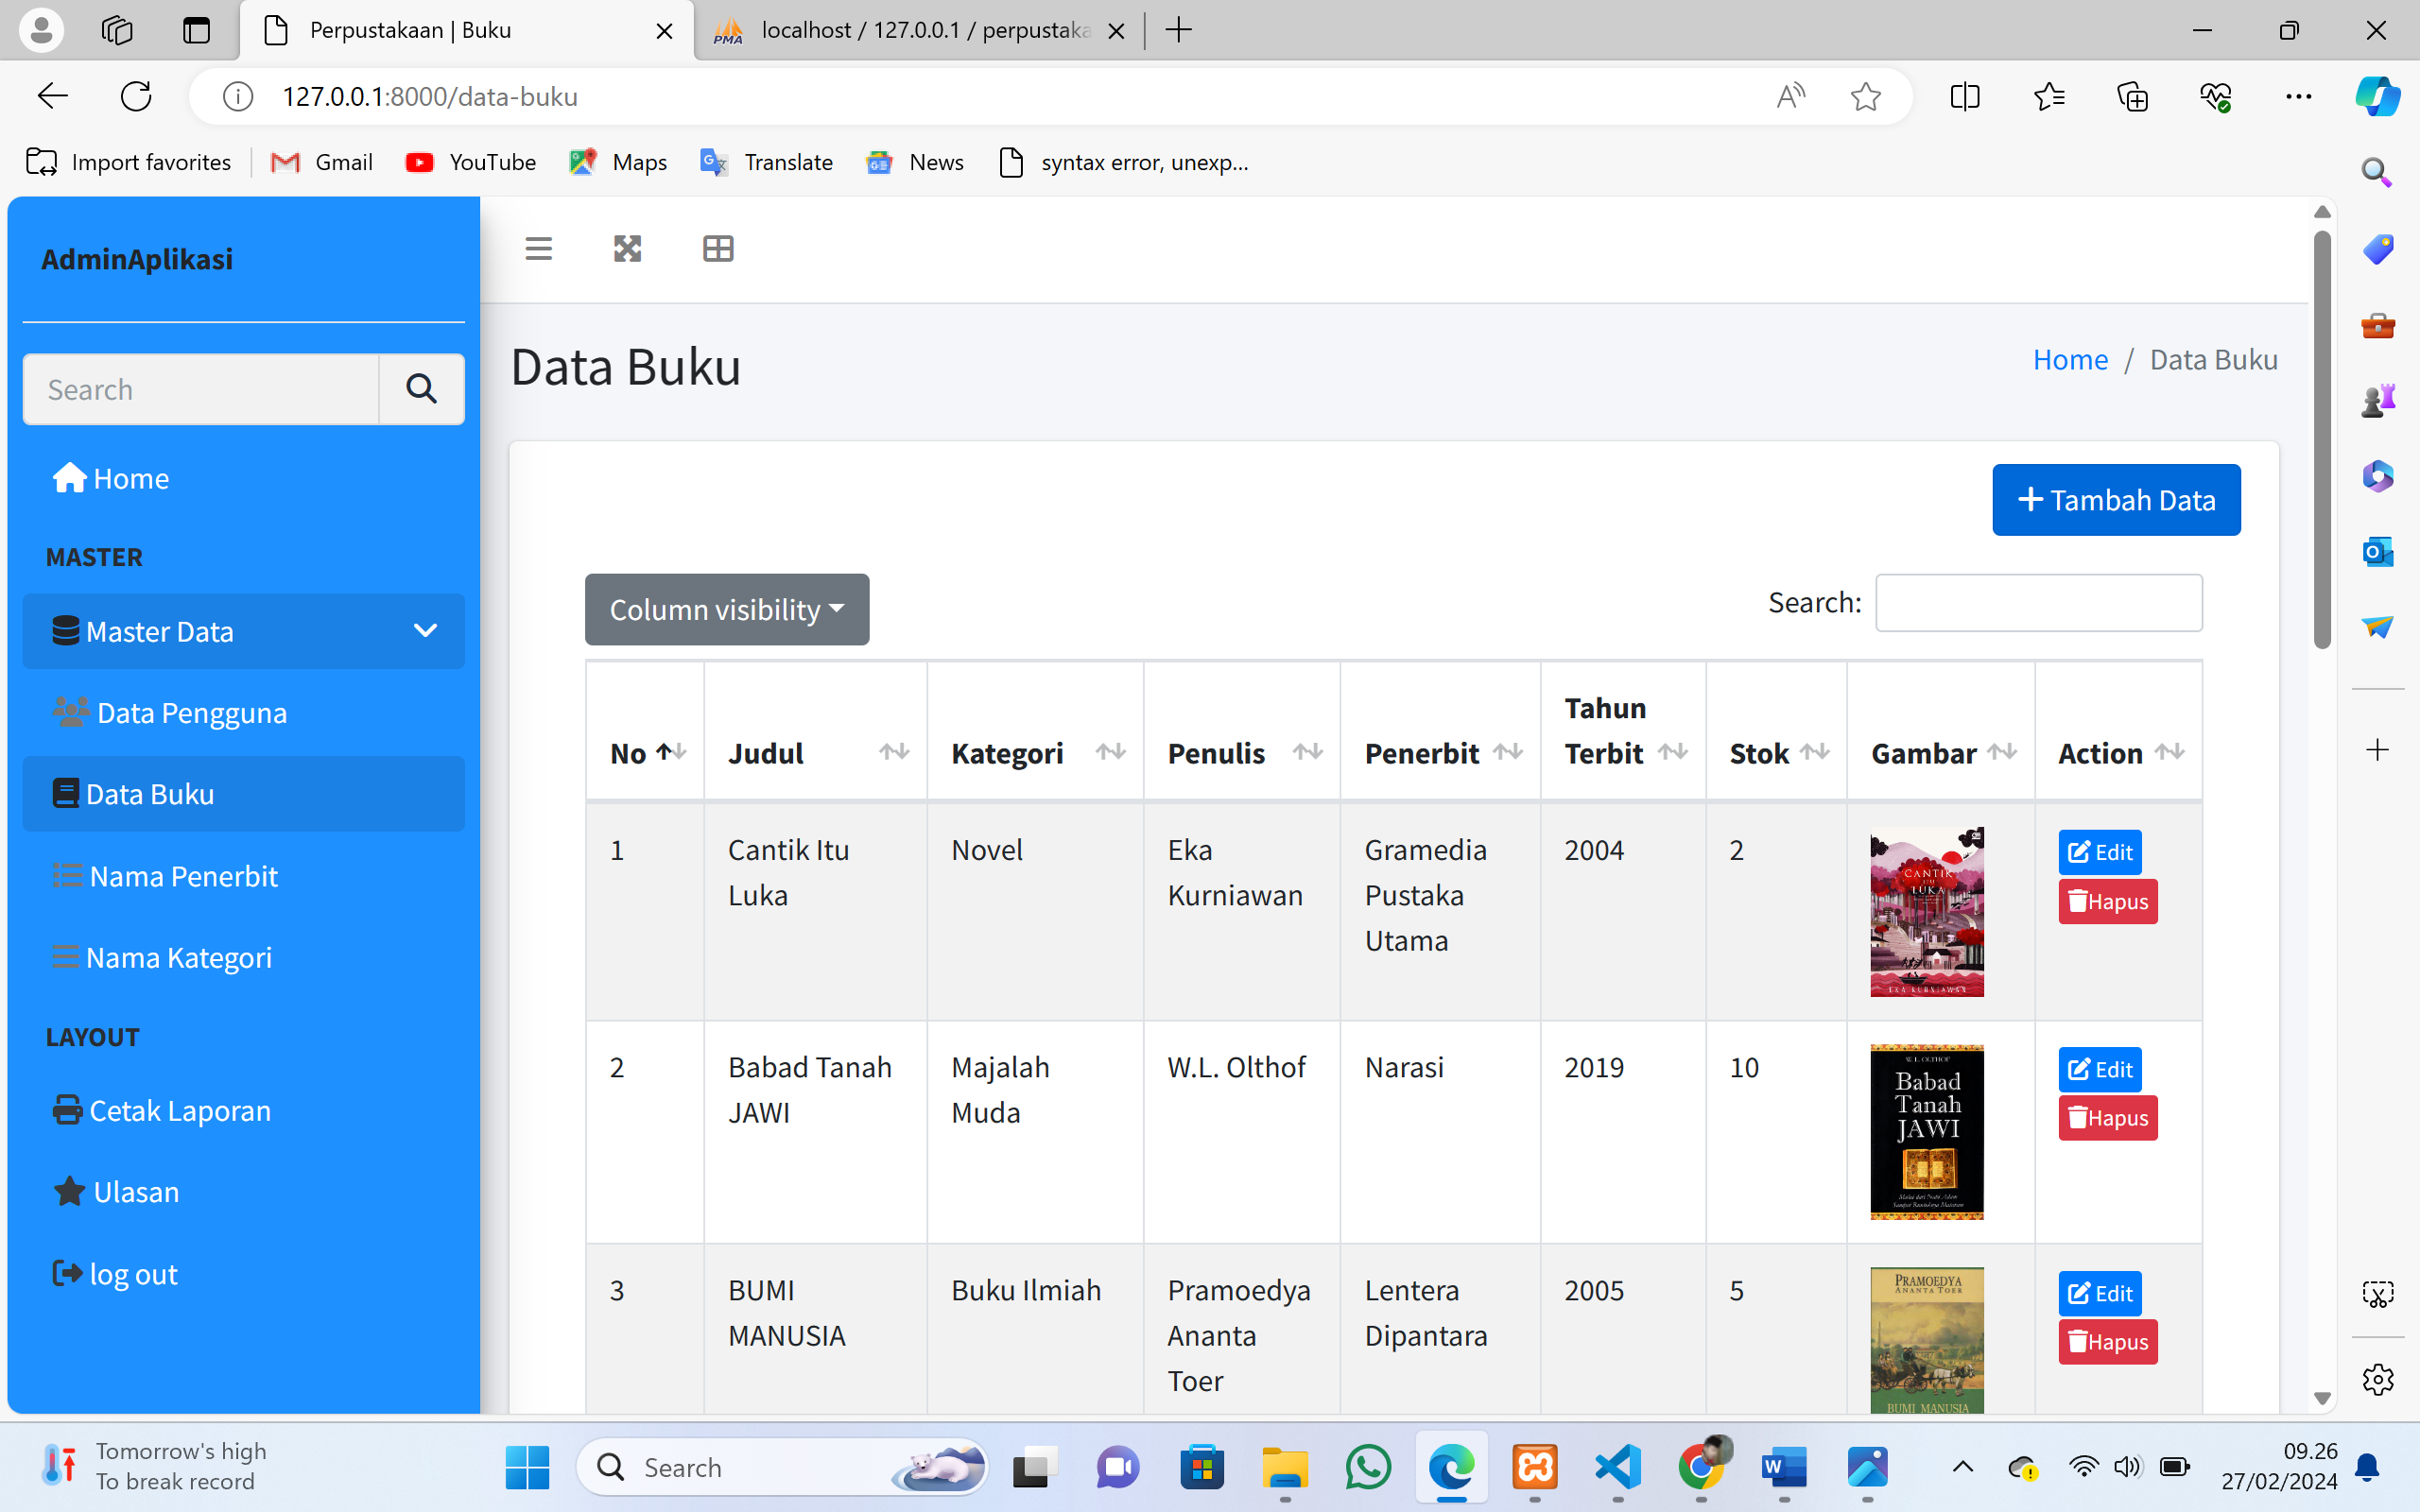 Perpustakaan | Buku
PMA localhost / 127.0.0.1 / perpustaka
127.0.0.1:8000/data-buku
Import favorites Gmail YouTube Maps Translate News syntax error, unexp...
AdminAplikasi
Search
Home
MASTER
Master Data
Data Pengguna
Data Buku
Nama Penerbit
Nama Kategori
LAYOUT
Cetak Laporan
Ulasan
log out
Data Buku
Home / Data Buku
Tambah Data
Column visibility
Search:
No Judul Kategori Penulis Penerbit Tahun Terbit Stok Gambar Action
1 Cantik Itu Luka Novel Eka Kurniawan Gramedia Pustaka Utama 2004 2
CANTIK
ITU
LUKA
EKA KURNIAWAN
Edit
Hapus
2 Babad Tanah JAWI Majalah Muda W.L. Olthof Narasi 2019 10
W. L. OLTHOF
Babad
Tanah
JAWI
Edit
Hapus
3 BUMI MANUSIA Buku Ilmiah Pramoedya Ananta Toer Lentera Dipantara 2005 5
PRAMOEDYA
ANANTA TOER
BUMI MANUSIA
Edit
Hapus
Tomorrow's high
To break record
Search
09.26
27/02/2024